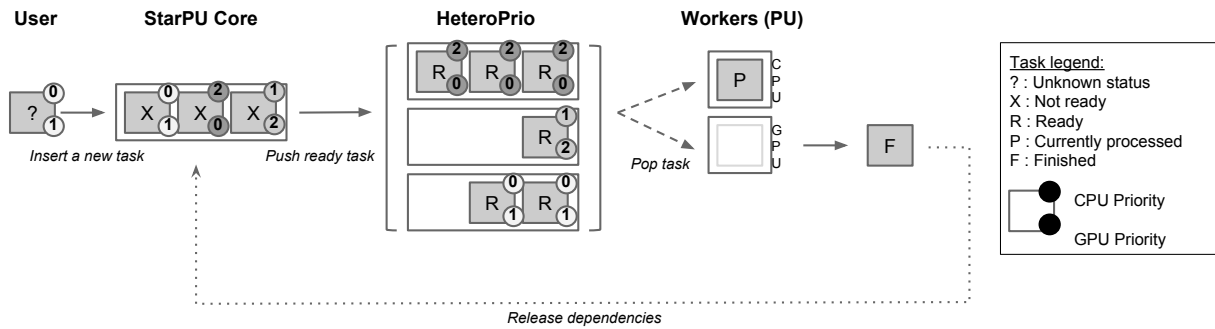 User
StarPU Core
HeteroPrio
Workers (PU)
? 0 1
X 0 1
X 2 0
X 1 2
R 2 0
R 2 0
R 2 0
R 1 2
R 0 1
R 0 1
P
CPU
GPU
F
Insert a new task
Push ready task
Pop task
Release dependencies
Task legend:
? : Unknown status
X : Not ready
R : Ready
P : Currently processed
F : Finished
CPU Priority
GPU Priority